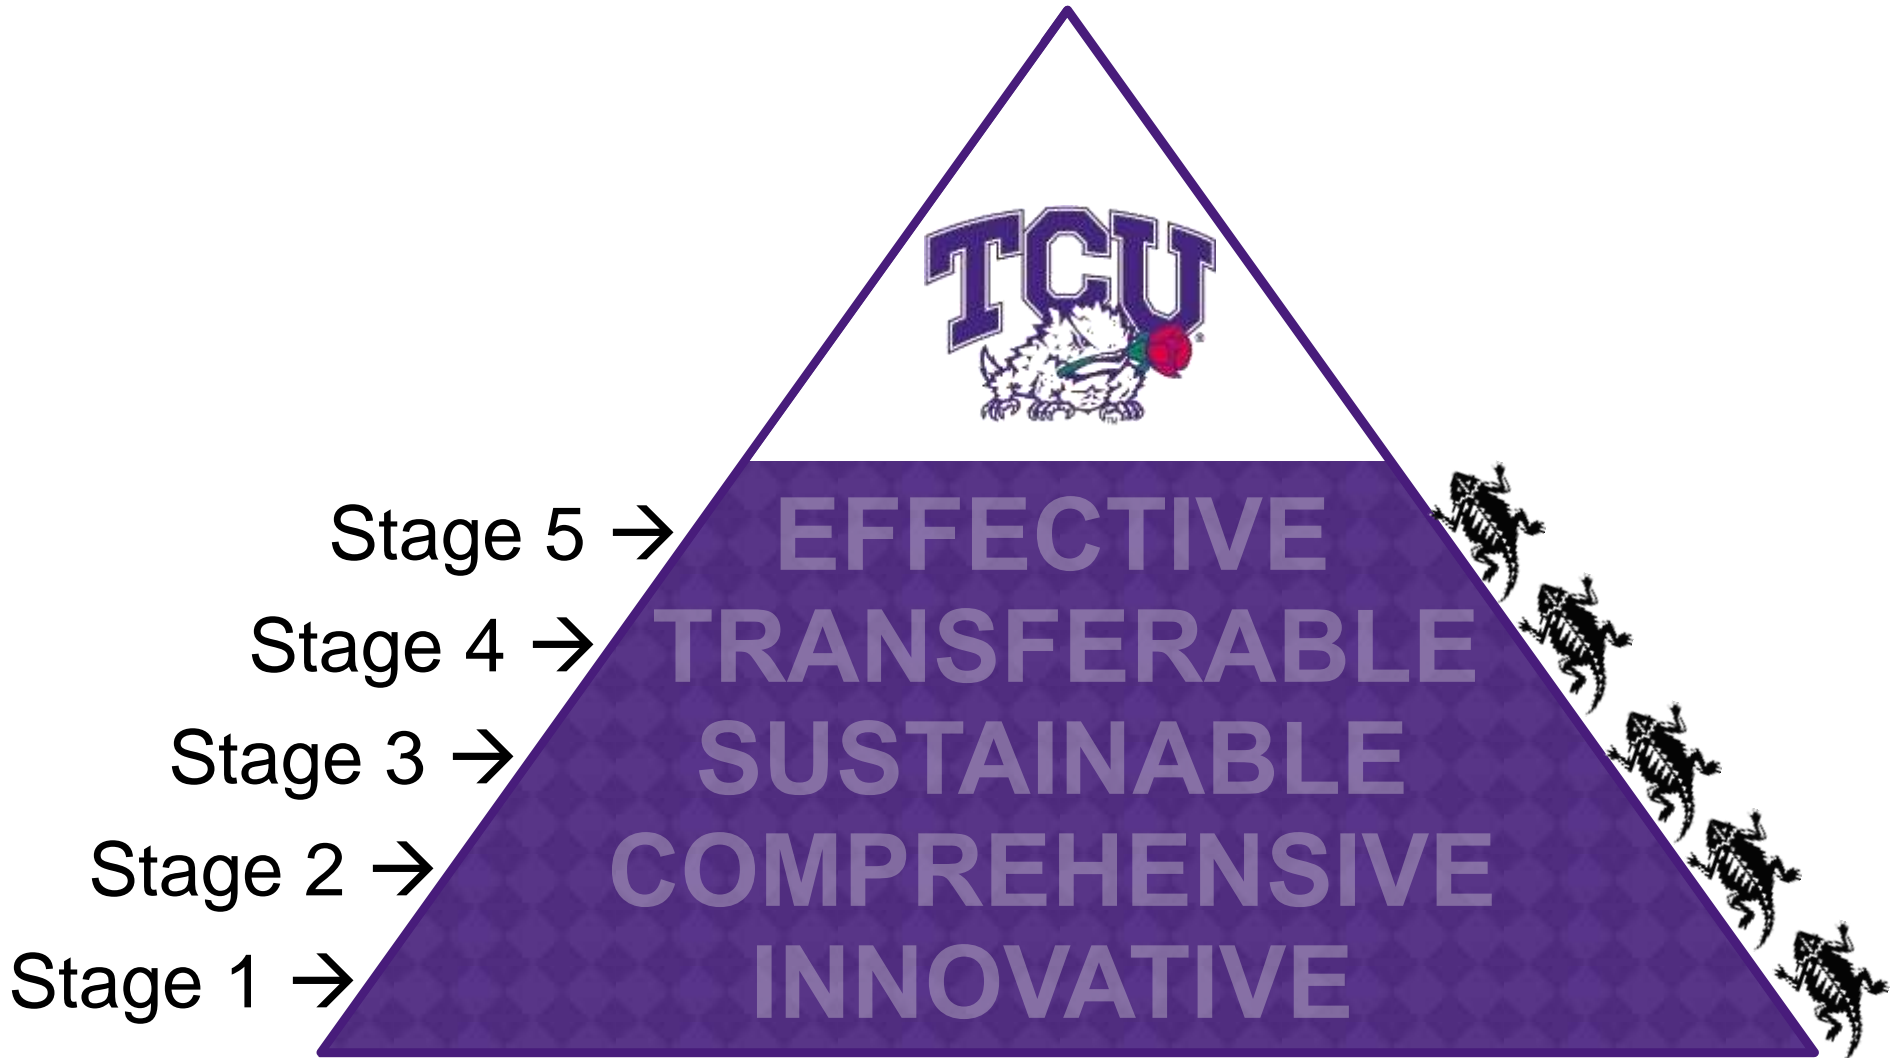 TCU
Stage 5 → EFFECTIVE
Stage 4 → TRANSFERABLE
Stage 3 → SUSTAINABLE
Stage 2 → COMPREHENSIVE
Stage 1 → INNOVATIVE